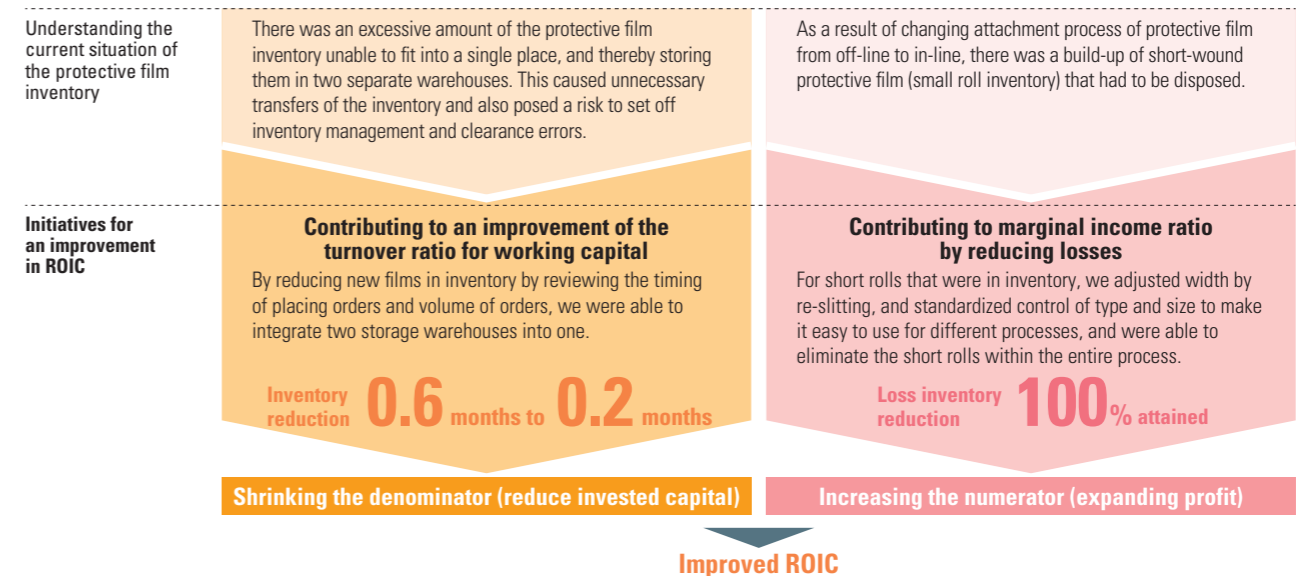 Understanding the
current situation of
the protective film
inventory
There was an excessive amount of the protective film
inventory unable to fit into a single place, and thereby storing
them in two separate warehouses. This caused unnecessary
transfers of the inventory and also posed a risk to set off
inventory management and clearance errors.
As a result of changing attachment process of protective film
from off-line to in-line, there was a build-up of short-wound
protective film (small roll inventory) that had to be disposed.
Initiatives for
an improvement
in ROIC
Contributing to an improvement of the
turnover ratio for working capital
By reducing new films in inventory by reviewing the timing
of placing orders and volume of orders, we were able to
integrate two storage warehouses into one.
Inventory
reduction 0.6 months to 0.2 months
Contributing to marginal income ratio
by reducing losses
For short rolls that were in inventory, we adjusted width by
re-slitting, and standardized control of type and size to make
it easy to use for different processes, and were able to
eliminate the short rolls within the entire process.
Loss inventory
reduction 100% attained
Shrinking the denominator (reduce invested capital)
Increasing the numerator (expanding profit)
Improved ROIC